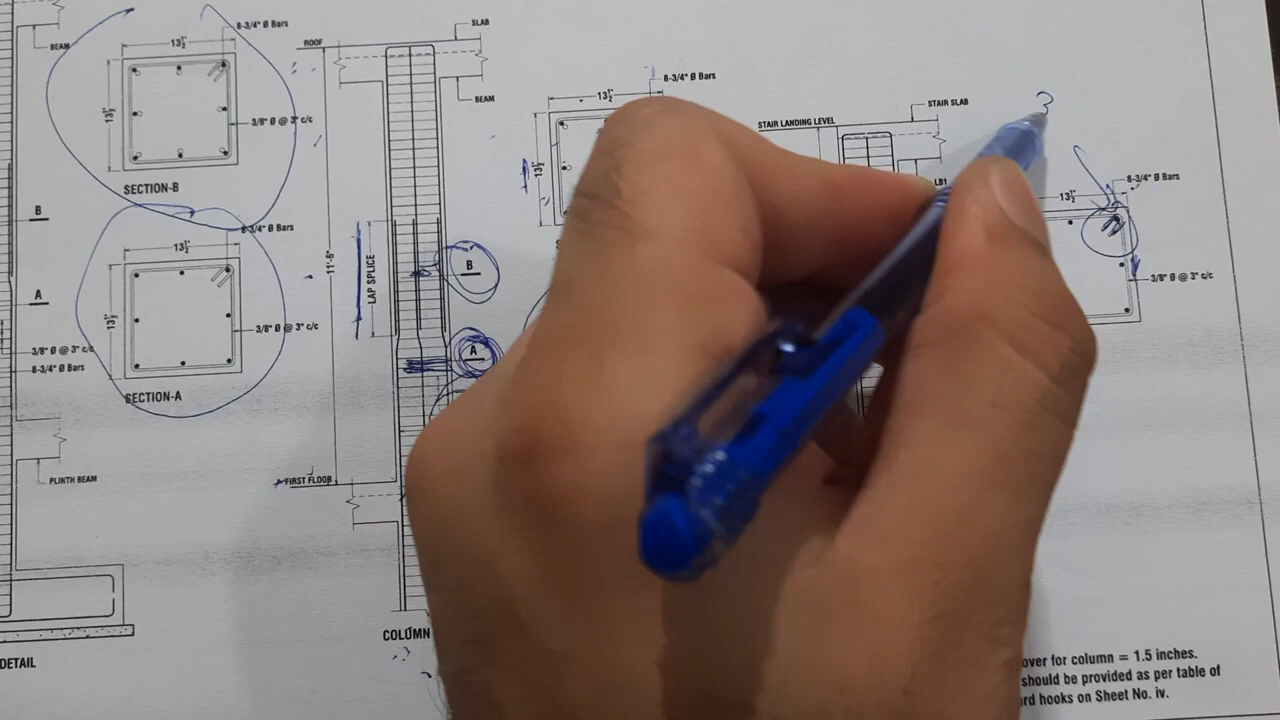 8-3/4" Ø Bars
13½"
BEAM
13½"
3/8" Ø @ 3" c/c
SECTION-B
B
8-3/4" Ø Bars
13½"
A
13½"
3/8" Ø @ 3" c/c
3/8" Ø @ 3" c/c
8-3/4" Ø Bars
SECTION-A
PLINTH BEAM
DETAIL
SLAB
ROOF
BEAM
11'-6"
LAP SPLICE
B
A
FIRST FLOOR
COLUMN
8-3/4" Ø Bars
13½"
13½"
STAIR SLAB
STAIR LANDING LEVEL
LB1
3
8-3/4" Ø Bars
13½"
3/8" Ø @ 3" c/c
over for column = 1.5 inches.
should be provided as per table of
hooks on Sheet No. iv.